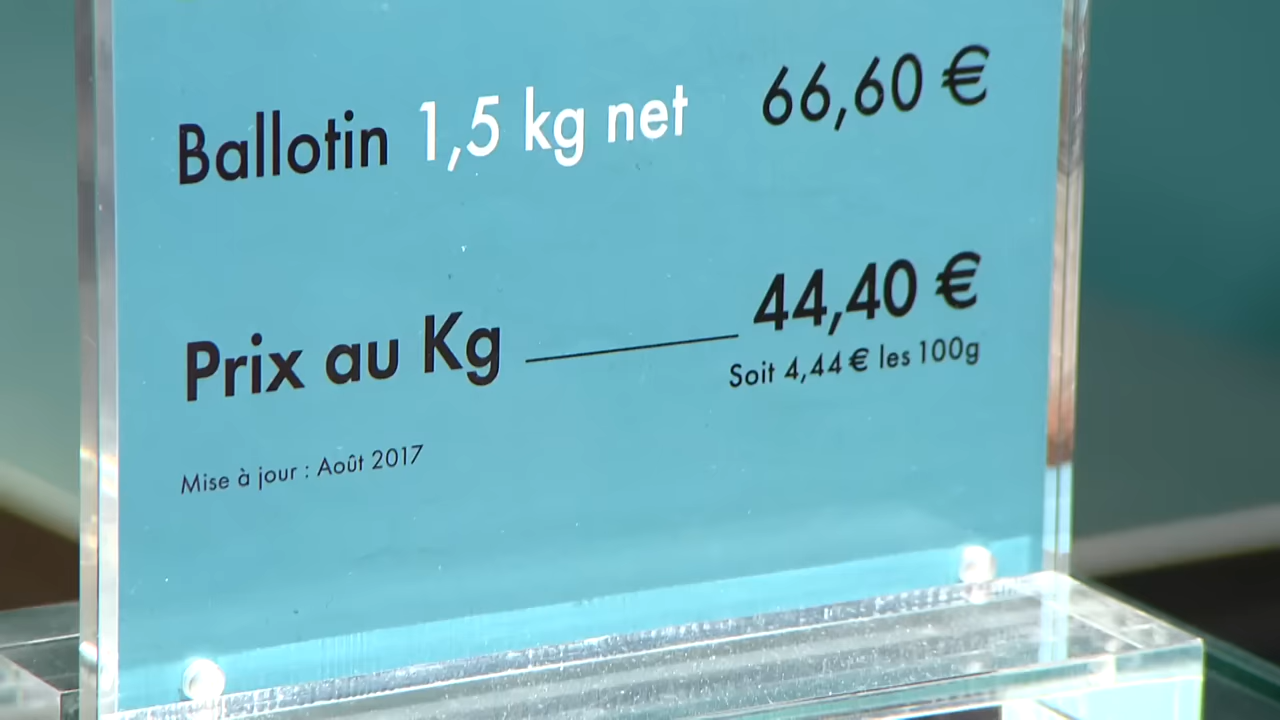 Ballotin 1,5 kg net 66,60 €
Prix au Kg 44,40 €
Soit 4,44 € les 100g
Mise à jour : Août 2017